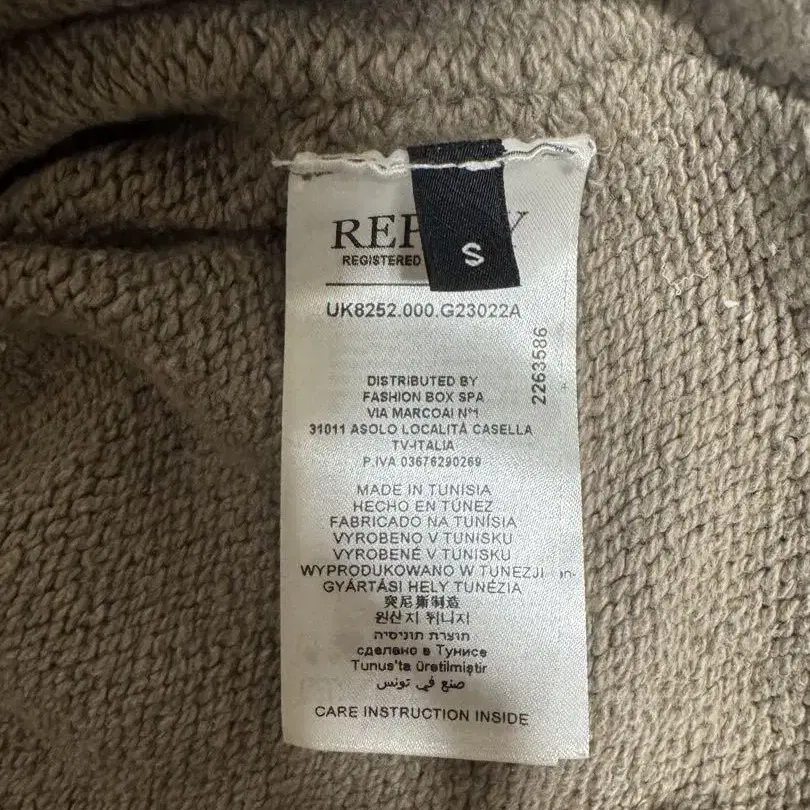 REP Y
S
REGISTERED
UK8252.000.G23022A
2263586
DISTRIBUTED BY
FASHION BOX SPA
VIA MARCOAI N°1
31011 ASOLO LOCALITÀ CASELLA
TV-ITALIA
P.IVA 03676290269
MADE IN TUNISIA
HECHO EN TÚNEZ
FABRICADO NA TUNÍSIA
VYROBENO V TUNISKU
VYROBENÉ V TUNISKU
WYPRODUKOWANO W TUNEZJI
GYÁRTÁSI HELY TUNÉZIA
突尼斯制造
원산지 튀니지
תוצרת תוניסיה
сделано в Тунисе
Tunus'ta üretilmiştir
صنع في تونس
CARE INSTRUCTION INSIDE